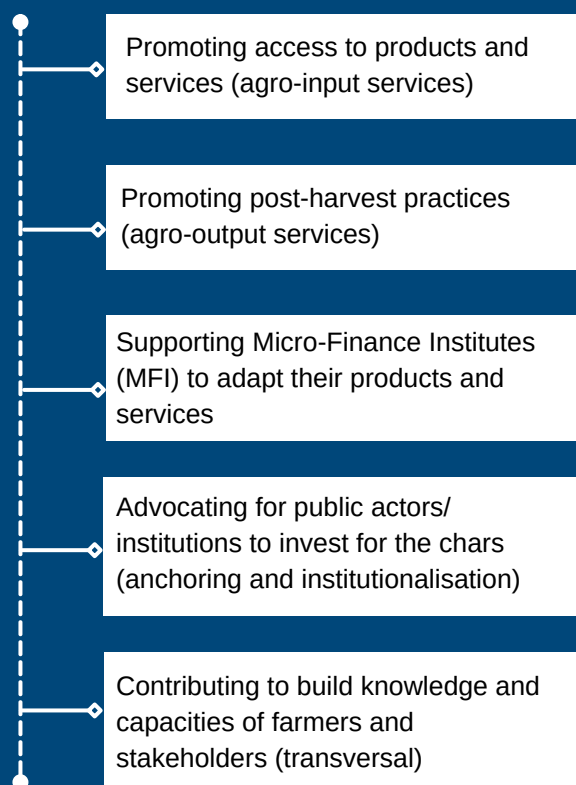 Promoting access to products and
services (agro-input services)
Promoting post-harvest practices
(agro-output services)
Supporting Micro-Finance Institutes
(MFI) to adapt their products and
services
Advocating for public actors/
institutions to invest for the chars
(anchoring and institutionalisation)
Contributing to build knowledge and
capacities of farmers and
stakeholders (transversal)